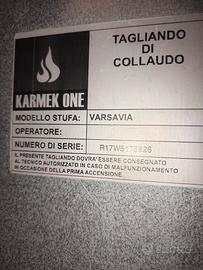 KARMEK ONE
TAGLIANDO
DI
COLLAUDO
MODELLO STUFA: VARSAVIA
OPERATORE:
NUMERO DI SERIE: R17W5178826
IL PRESENTE TAGLIANDO DOVRA' ESSERE CONSEGNATO
AL TECNICO AUTORIZZATO IN CASO DI MALFUNZIONAMENTO
IN OCCASIONE DELLA PRIMA ACCENSIONE.